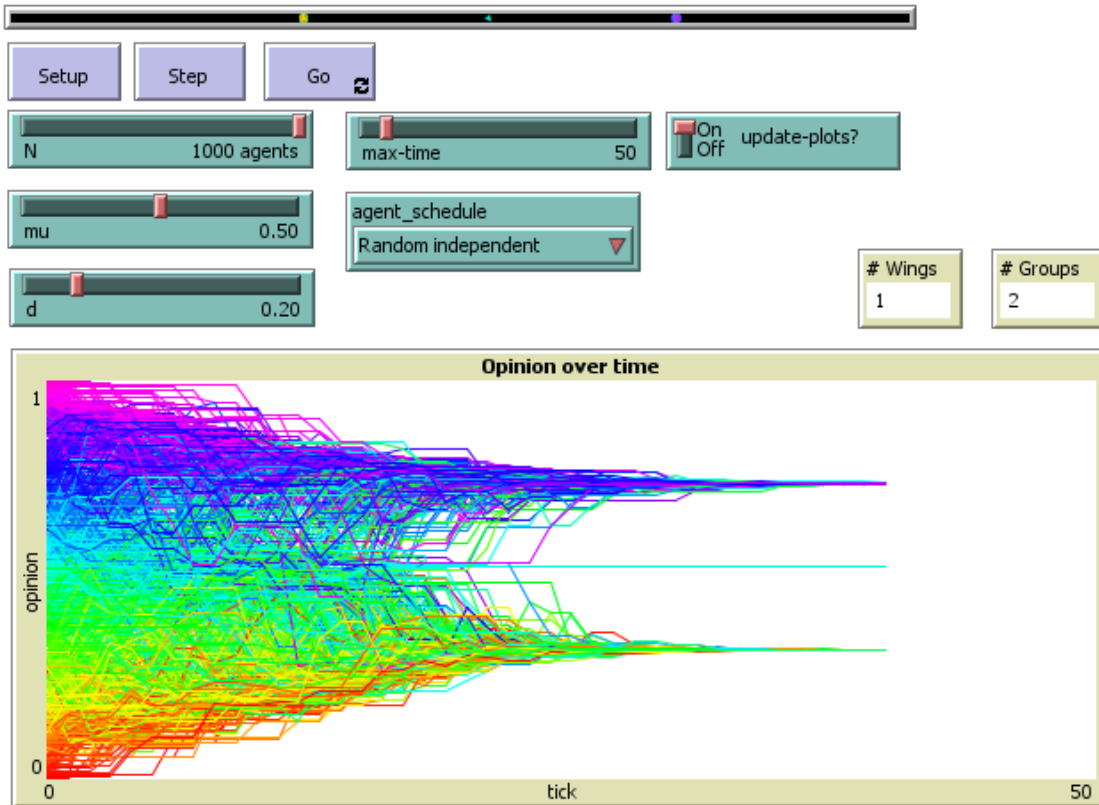 Setup
Step
Go
N 1000 agents
max-time 50
On
Off
update-plots?
mu 0.50
agent_schedule
Random independent
d 0.20
# Wings
1
# Groups
2
Opinion over time
1
opinion
0
0 tick 50